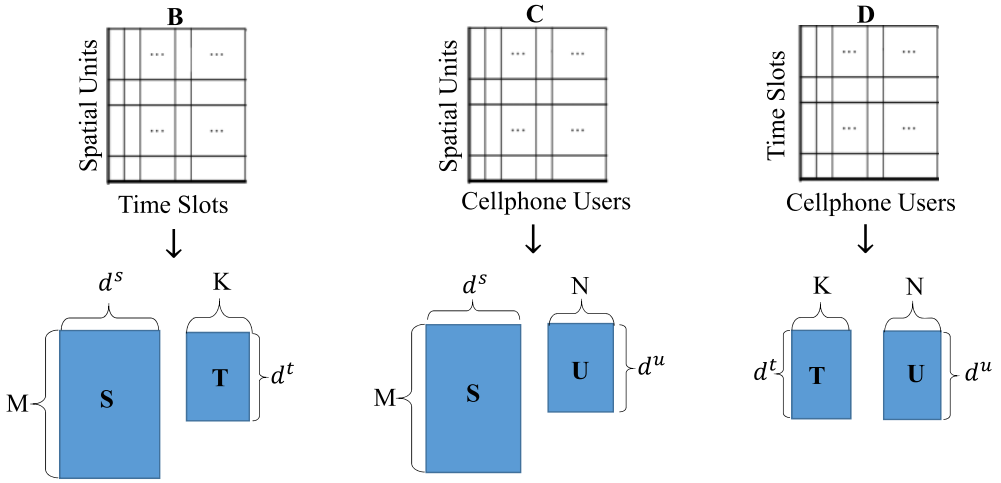 B
Spatial Units
... ...
... ...
Time Slots
↓
d^s
K
M
S
T
d^t
C
Spatial Units
... ...
... ...
Cellphone Users
↓
d^s
N
M
S
U
d^u
D
Time Slots
... ...
... ...
Cellphone Users
↓
K
N
d^t
T
U
d^u